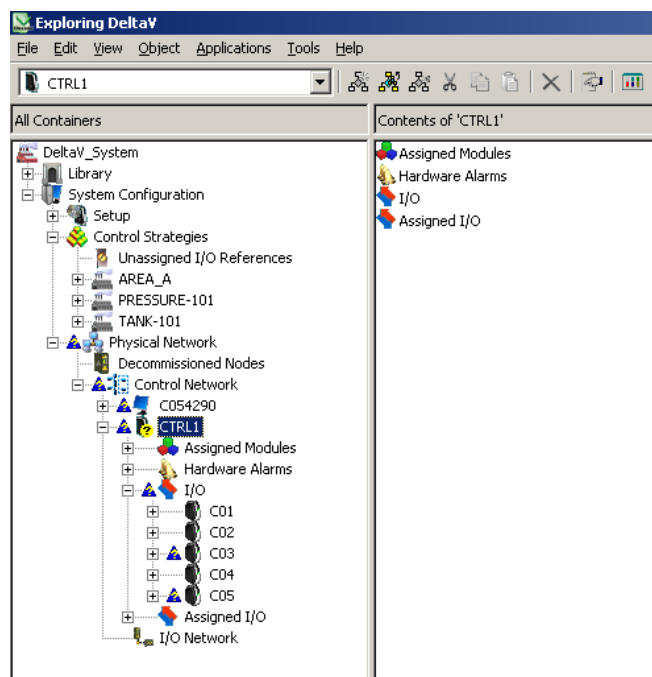 Exploring DeltaV
File Edit View Object Applications Tools Help
CTRL1
All Containers
Contents of 'CTRL1'
DeltaV_System
Library
System Configuration
Setup
Control Strategies
Unassigned I/O References
AREA_A
PRESSURE-101
TANK-101
Physical Network
Decommissioned Nodes
Control Network
C054290
CTRL1
Assigned Modules
Hardware Alarms
I/O
C01
C02
C03
C04
C05
Assigned I/O
I/O Network
Assigned Modules
Hardware Alarms
I/O
Assigned I/O